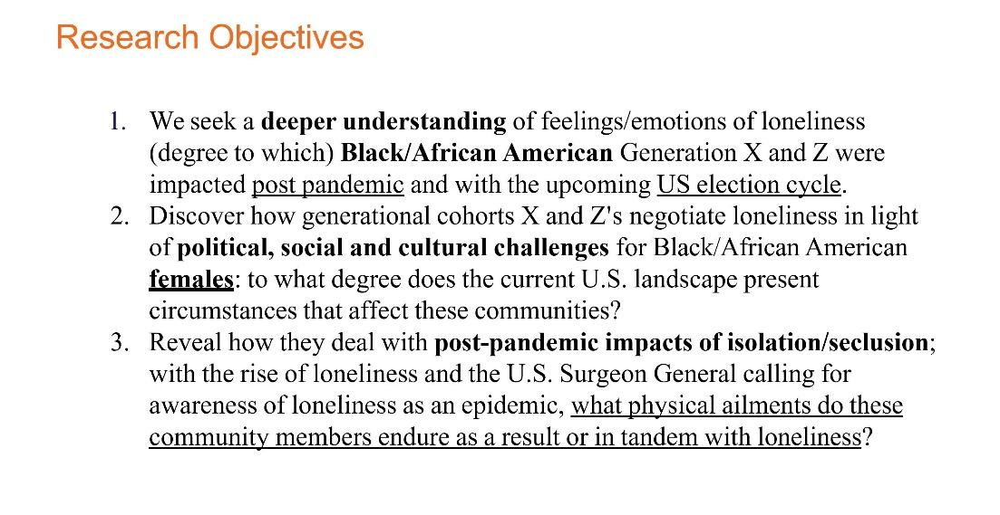 Research Objectives
1. We seek a deeper understanding of feelings/emotions of loneliness
(degree to which) Black/African American Generation X and Z were
impacted post pandemic and with the upcoming US election cycle.
2. Discover how generational cohorts X and Z's negotiate loneliness in light
of political, social and cultural challenges for Black/African American
females: to what degree does the current U.S. landscape present
circumstances that affect these communities?
3. Reveal how they deal with post-pandemic impacts of isolation/seclusion;
with the rise of loneliness and the U.S. Surgeon General calling for
awareness of loneliness as an epidemic, what physical ailments do these
community members endure as a result or in tandem with loneliness?